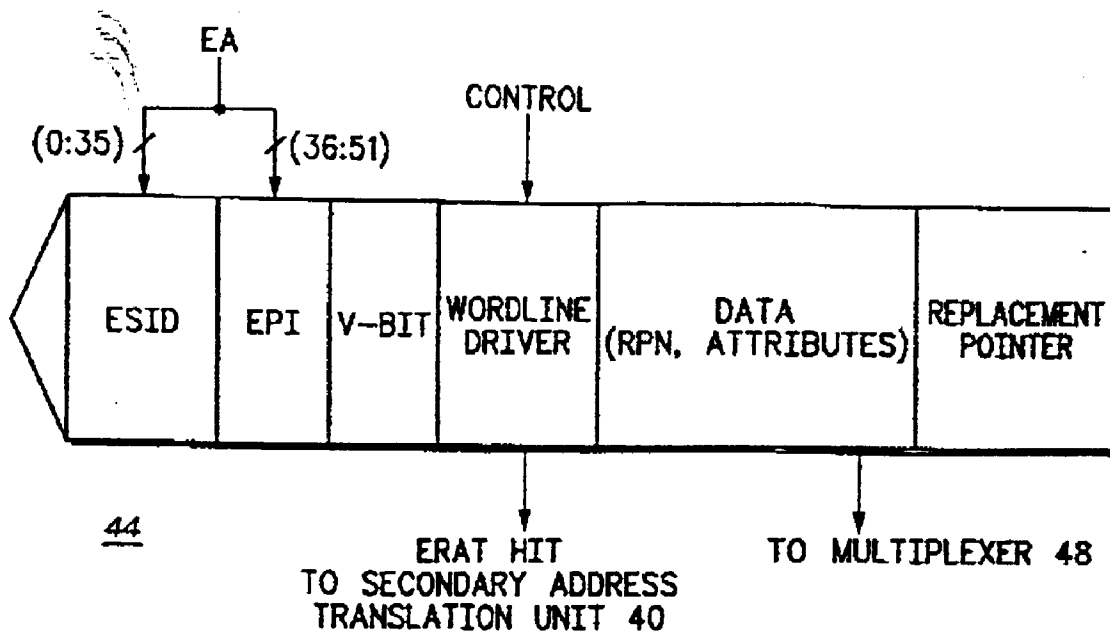 EA
CONTROL
(0:35)
(36:51)
ESID
EPI
V-BIT
WORDLINE
DRIVER
DATA
(RPN, ATTRIBUTES)
REPLACEMENT
POINTER
44
ERAT HIT
TO SECONDARY ADDRESS
TRANSLATION UNIT 40
TO MULTIPLEXER 48